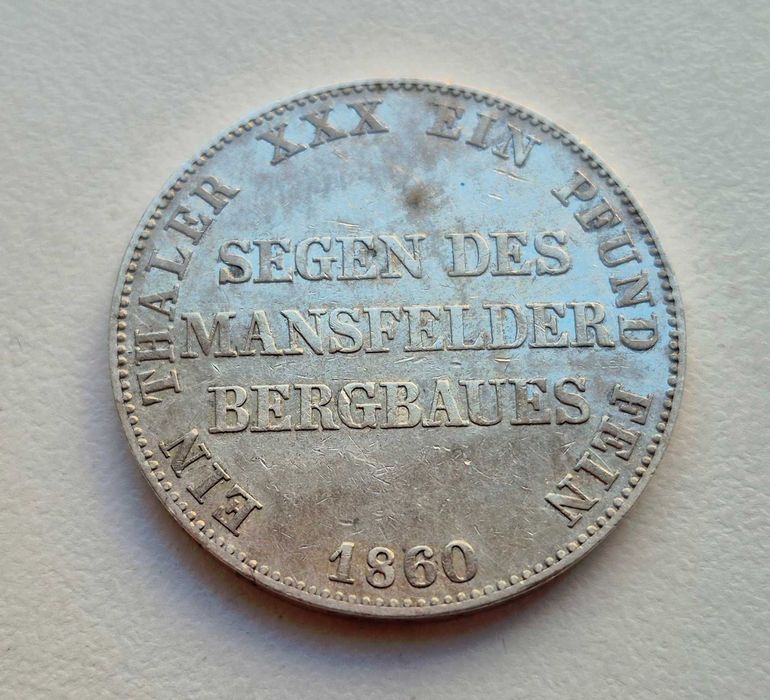 EIN THALER XXX EIN PFUND FEIN
SEGEN DES
MANSFELDER
BERGBAUES
1860